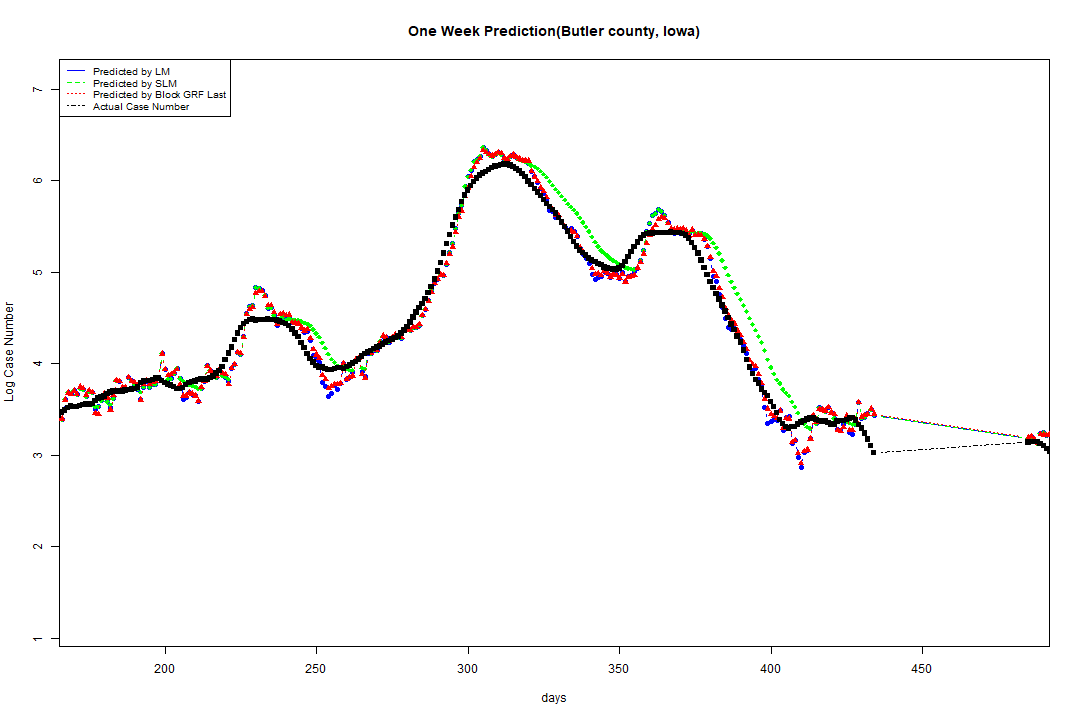 One Week Prediction(Butler county, Iowa)
Predicted by LM
Predicted by SLM
Predicted by Block GRF Last
Actual Case Number
7
6
5
4
3
2
1
Log Case Number
200 250 300 350 400 450
days